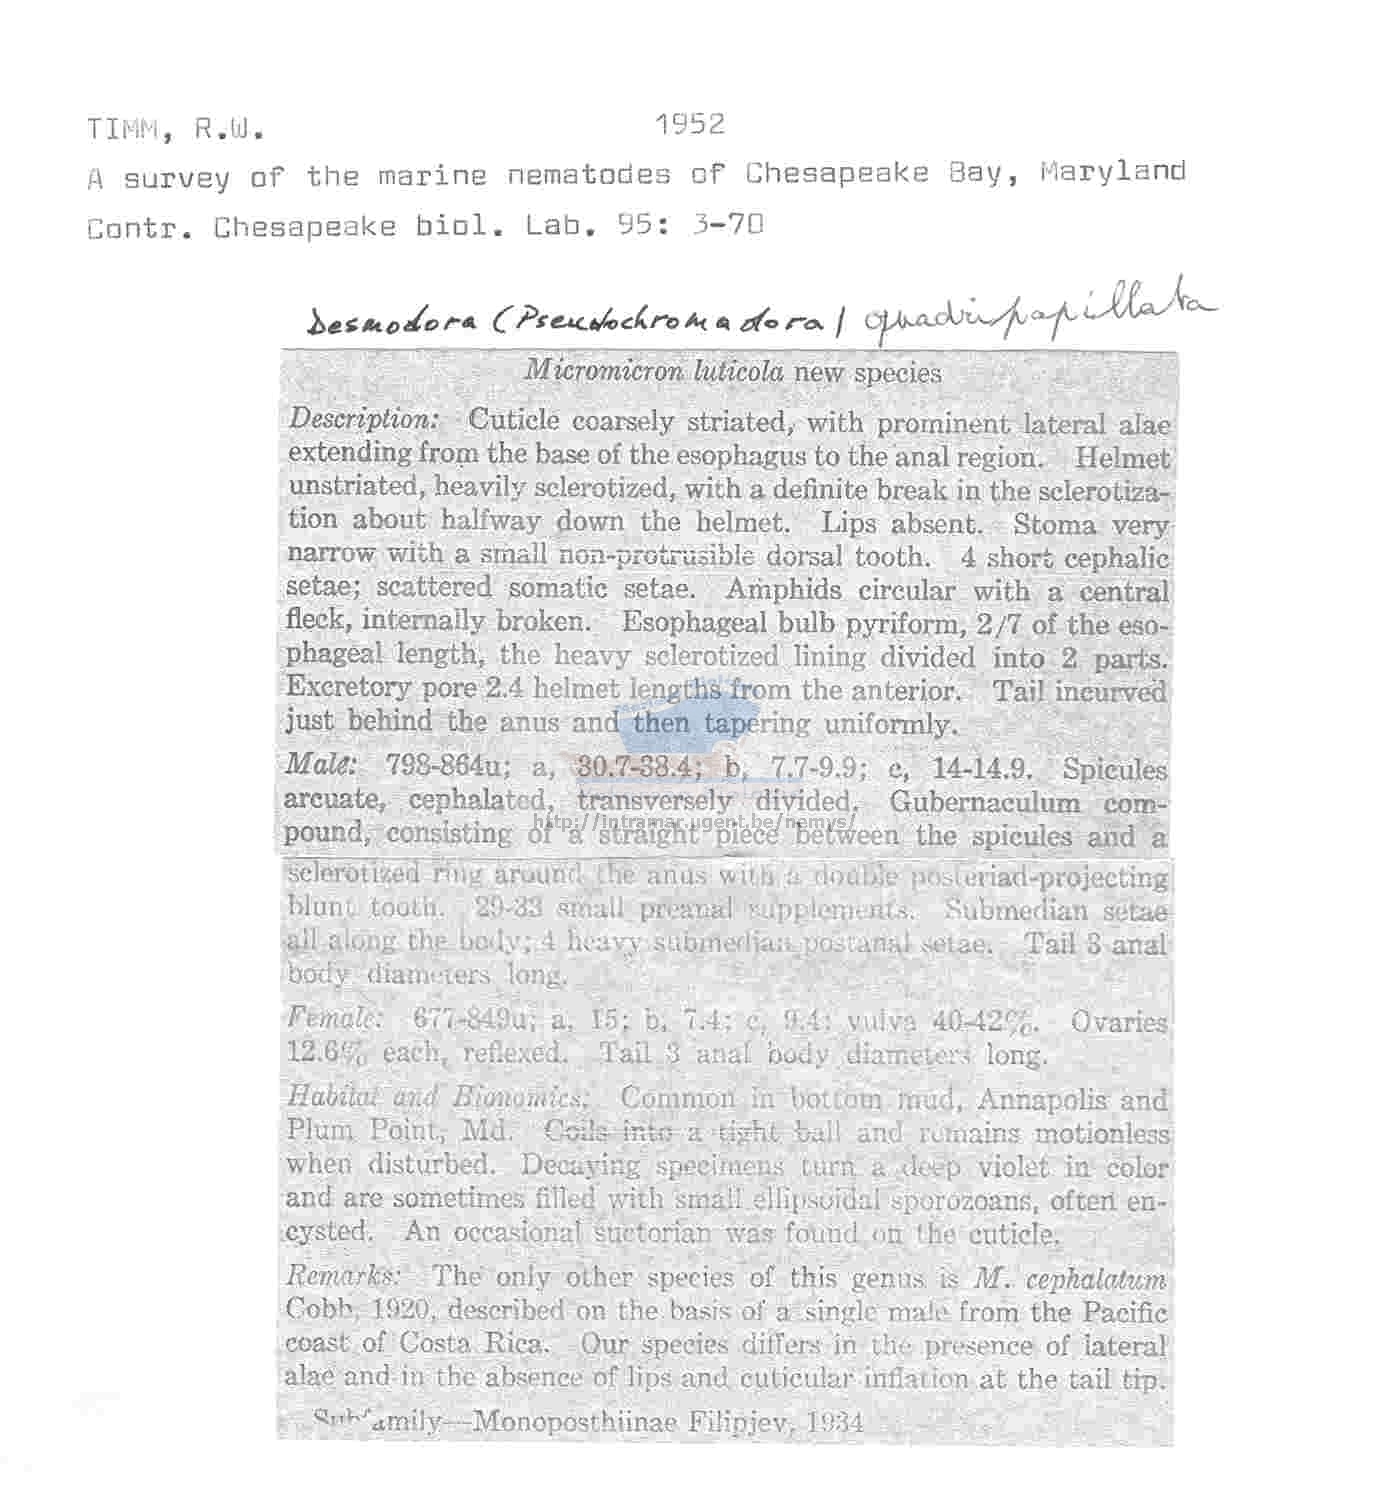 TIMM, R.W. 1952
A survey of the marine nematodes of Chesapeake Bay, Maryland
Contr. Chesapeake biol. Lab. 95: 3-70
Desmodora (Pseudochromadora) quadripapillata
Micromicron luticola new species
Description: Cuticle coarsely striated, with prominent lateral alae
extending from the base of the esophagus to the anal region. Helmet
unstriated, heavily sclerotized, with a definite break in the sclerotiza-
tion about halfway down the helmet. Lips absent. Stoma very
narrow with a small non-protrusible dorsal tooth. 4 short cephalic
setae; scattered somatic setae. Amphids circular with a central
fleck, internally broken. Esophageal bulb pyriform, 2/7 of the eso-
phageal length, the heavy sclerotized lining divided into 2 parts.
Excretory pore 2.4 helmet lengths from the anterior. Tail incurved
just behind the anus and then tapering uniformly.
Male: 798-864u; a, 30.7-38.4; b, 7.7-9.9; c, 14-14.9. Spicules
arcuate, cephalated, transversely divided. Gubernaculum com-
http://intramar.ugent.be/nemys/
pound, consisting of a straight piece between the spicules and a
sclerotized ring around the anus with a double posteriad-projecting
blunt tooth. 29-33 small preanal supplements. Submedian setae
all along the body; 4 heavy submedian postanal setae. Tail 3 anal
body diameters long.
Female: 677-849u; a, 15; b, 7.4; c, 9.4; vulva 40-42%. Ovaries
12.6% each, reflexed. Tail 3 anal body diameters long.
Habitat and Bionomics: Common in bottom mud, Annapolis and
Plum Point, Md. Coils into a tight ball and remains motionless
when disturbed. Decaying specimens turn a deep violet in color
and are sometimes filled with small ellipsoidal sporozoans, often en-
cysted. An occasional suctorian was found on the cuticle.
Remarks: The only other species of this genus is M. cephalatum
Cobb, 1920, described on the basis of a single male from the Pacific
coast of Costa Rica. Our species differs in the presence of lateral
alae and in the absence of lips and cuticular inflation at the tail tip.
Subfamily—Monoposthiinae Filipjev, 1934